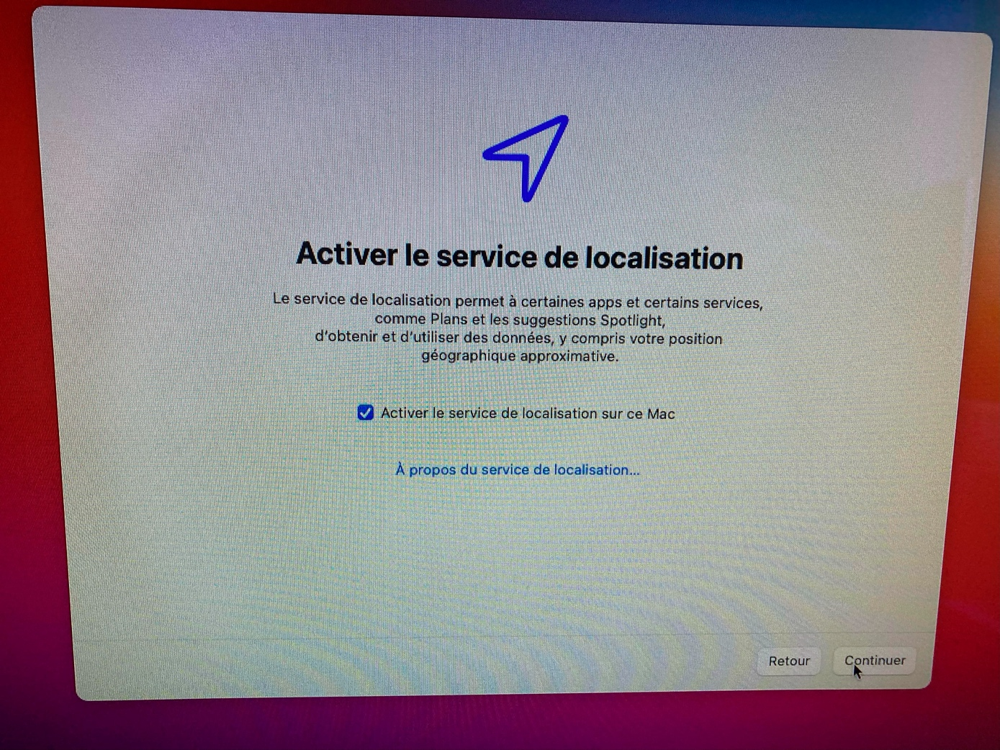 Activer le service de localisation
Le service de localisation permet à certaines apps et certains services,
comme Plans et les suggestions Spotlight,
d'obtenir et d'utiliser des données, y compris votre position
géographique approximative.
Activer le service de localisation sur ce Mac
À propos du service de localisation...
Retour
Continuer